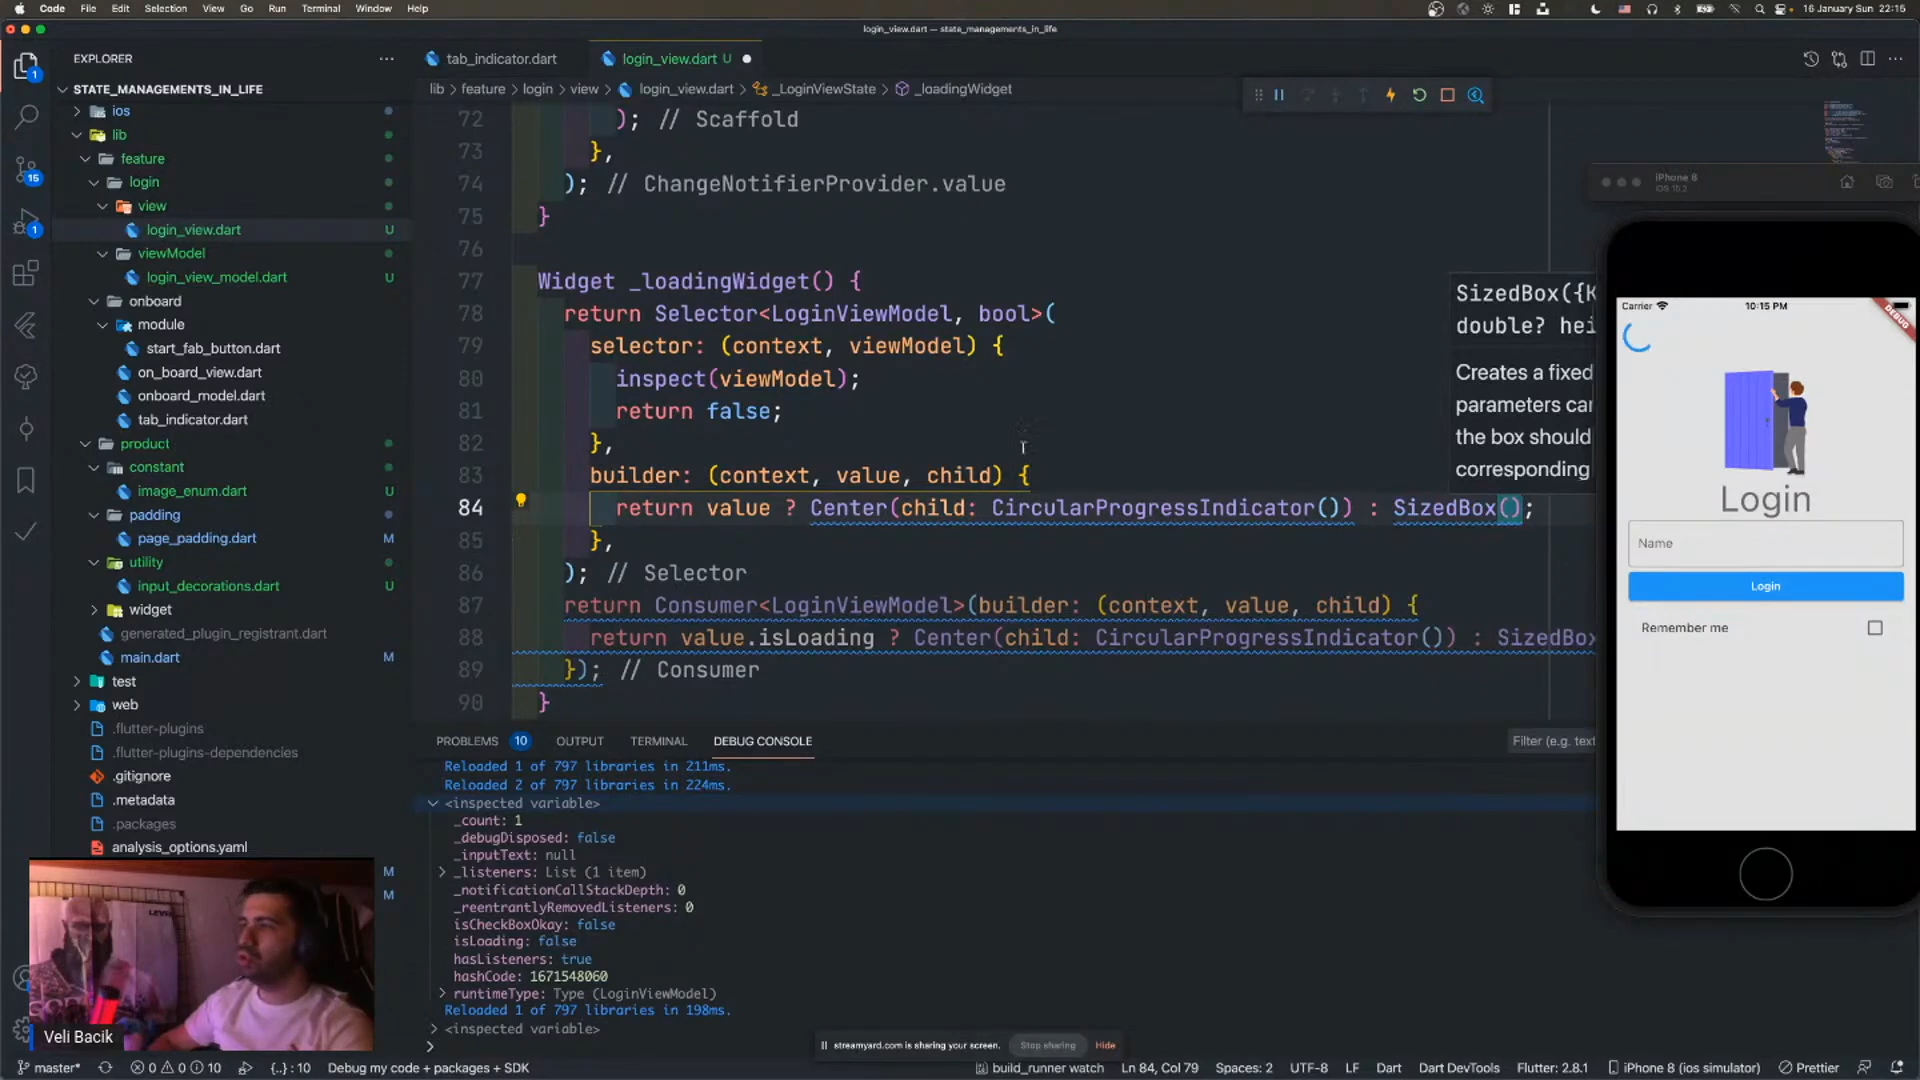 Code File Edit Selection View Go Run Terminal Window Help
16 January Sun 22:15
login_view.dart — state_managements_in_life
EXPLORER
tab_indicator.dart
login_view.dart U
STATE_MANAGEMENTS_IN_LIFE
lib feature login view login_view.dart _LoginViewState _loadingWidget
1
15
1
ios
lib
feature
login
view
login_view.dart U
viewModel
login_view_model.dart U
onboard
module
start_fab_button.dart
on_board_view.dart
onboard_model.dart
tab_indicator.dart
product
constant
image_enum.dart U
padding
page_padding.dart M
utility
input_decorations.dart U
widget
generated_plugin_registrant.dart
main.dart M
test
web
.flutter-plugins
.flutter-plugins-dependencies
.gitignore
.metadata
.packages
analysis_options.yaml
M
M
72 ); // Scaffold
73 },
74 ); // ChangeNotifierProvider.value
75 }
76
77 Widget _loadingWidget() {
78 return Selector<LoginViewModel, bool>(
79 selector: (context, viewModel) {
80 inspect(viewModel);
81 return false;
82 },
83 builder: (context, value, child) {
84 return value ? Center(child: CircularProgressIndicator()) : SizedBox();
85 },
86 ); // Selector
87 return Consumer<LoginViewModel>(builder: (context, value, child) {
88 return value.isLoading ? Center(child: CircularProgressIndicator()) : SizedBox
89 }); // Consumer
90 }
SizedBox({K
double? hei
Creates a fixed
parameters car
the box should
corresponding
iPhone 8
Carrier 10:15 PM
DEBUG
Login
Name
Login
Remember me
PROBLEMS 10 OUTPUT TERMINAL DEBUG CONSOLE
Filter (e.g. text
Reloaded 1 of 797 libraries in 211ms.
Reloaded 2 of 797 libraries in 224ms.
<inspected variable>
_count: 1
_debugDisposed: false
_inputText: null
_listeners: List (1 item)
_notificationCallStackDepth: 0
_reentrantlyRemovedListeners: 0
isCheckBoxOkay: false
isLoading: false
hasListeners: true
hashCode: 1671548060
runtimeType: Type (LoginViewModel)
Reloaded 1 of 797 libraries in 198ms.
<inspected variable>
Veli Bacik
streamyard.com is sharing your screen. Stop sharing Hide
master* 0 0 10 {..}: 10 Debug my code + packages + SDK
build_runner watch Ln 84, Col 79 Spaces: 2 UTF-8 LF Dart Dart DevTools Flutter: 2.8.1 iPhone 8 (ios simulator) Prettier